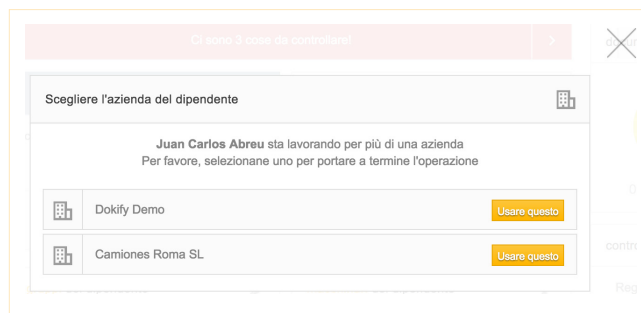 Ci sono 3 cose da controllare!
Scegliere l'azienda del dipendente
Juan Carlos Abreu sta lavorando per più di una azienda
Per favore, selezionane uno per portare a termine l'operazione
Dokify Demo
Usare questo
Camiones Roma SL
Usare questo